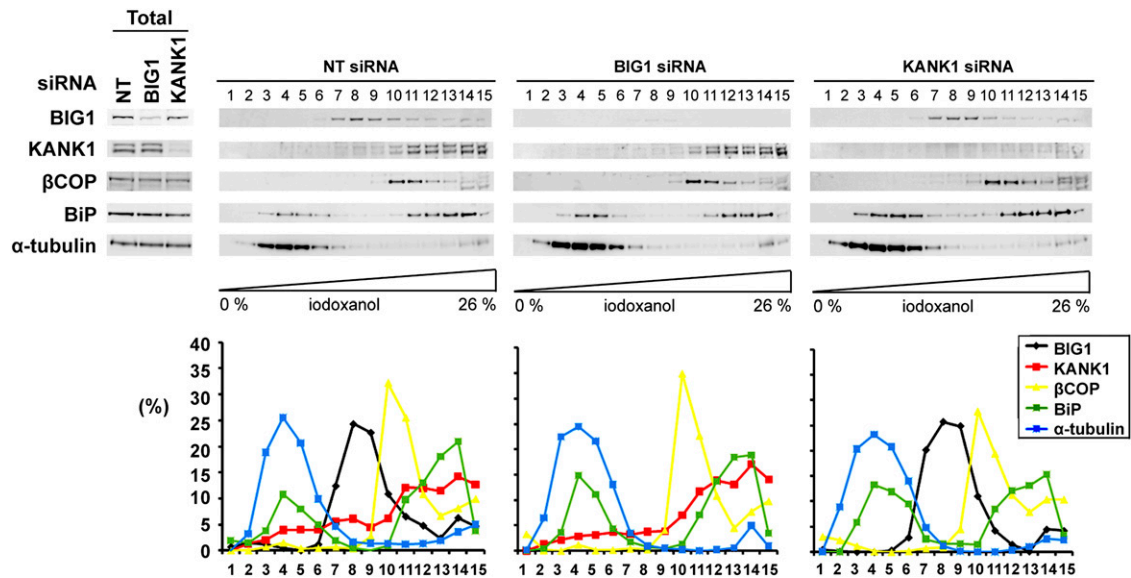 Total
siRNA NT BIG1 KANK1 NT siRNA BIG1 siRNA KANK1 siRNA
1 2 3 4 5 6 7 8 9 10 11 12 13 14 15 1 2 3 4 5 6 7 8 9 10 11 12 13 14 15 1 2 3 4 5 6 7 8 9 10 11 12 13 14 15
BIG1
KANK1
βCOP
BiP
α-tubulin
0 % iodoxanol 26 % 0 % iodoxanol 26 % 0 % iodoxanol 26 %
(%)
40
35
30
25
20
15
10
5
0
1 2 3 4 5 6 7 8 9 10 11 12 13 14 15 1 2 3 4 5 6 7 8 9 10 11 12 13 14 15 1 2 3 4 5 6 7 8 9 10 11 12 13 14 15
BIG1
KANK1
βCOP
BiP
α-tubulin